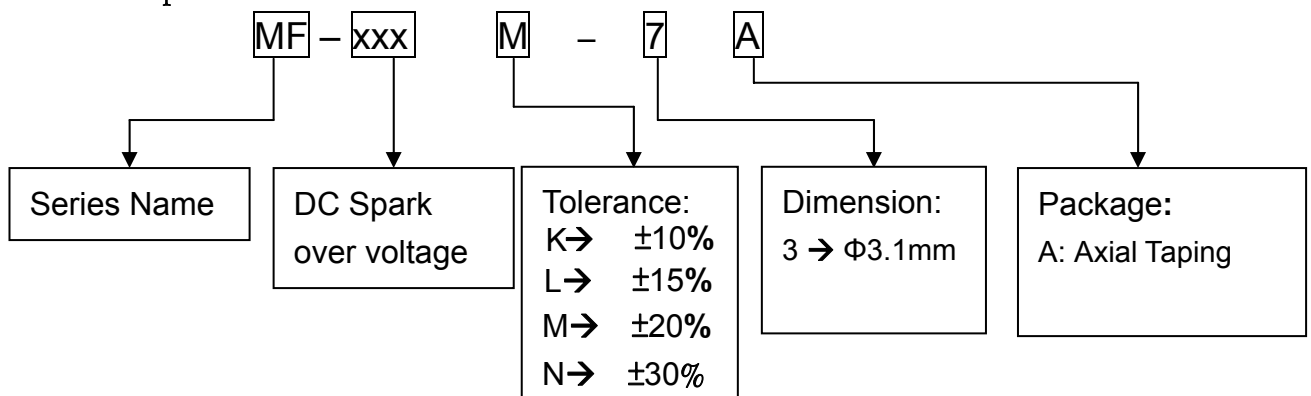 MF – xxx M – 7 A
Series Name
DC Spark
over voltage
Tolerance:
K→ ±10%
L→ ±15%
M→ ±20%
N→ ±30%
Dimension:
3 → Φ3.1mm
Package:
A: Axial Taping